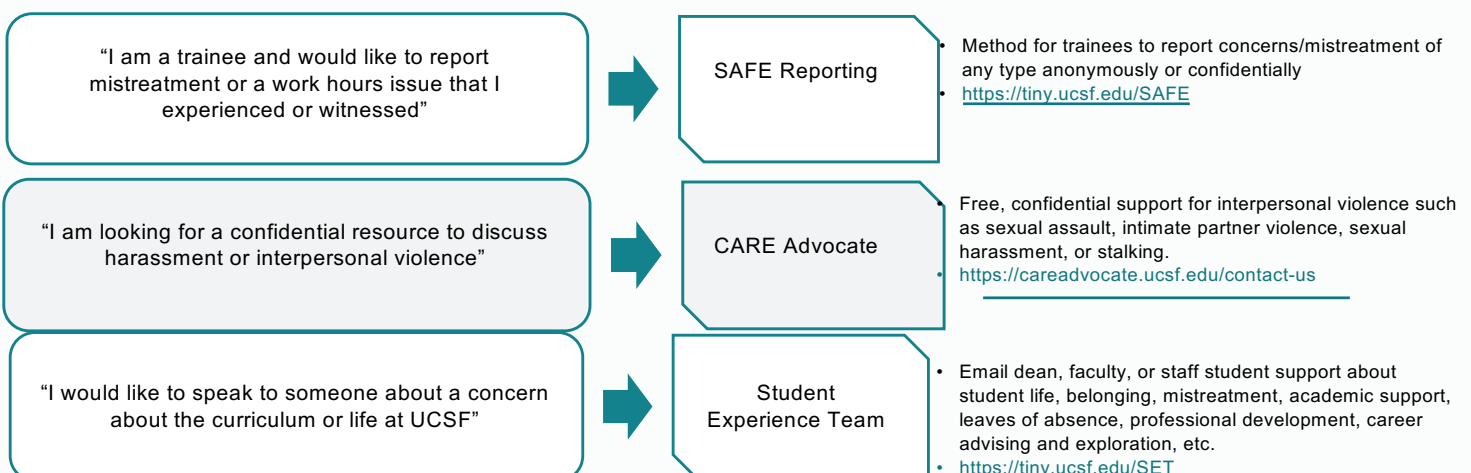 “I am a trainee and would like to report
mistreatment or a work hours issue that I
experienced or witnessed”
SAFE Reporting
• Method for trainees to report concerns/mistreatment of
any type anonymously or confidentially
• https://tiny.ucsf.edu/SAFE
“I am looking for a confidential resource to discuss
harassment or interpersonal violence”
CARE Advocate
• Free, confidential support for interpersonal violence such
as sexual assault, intimate partner violence, sexual
harassment, or stalking.
• https://careadvocate.ucsf.edu/contact-us
“I would like to speak to someone about a concern
about the curriculum or life at UCSF”
Student
Experience Team
• Email dean, faculty, or staff student support about
student life, belonging, mistreatment, academic support,
leaves of absence, professional development, career
advising and exploration, etc.
• https://tiny.ucsf.edu/SET